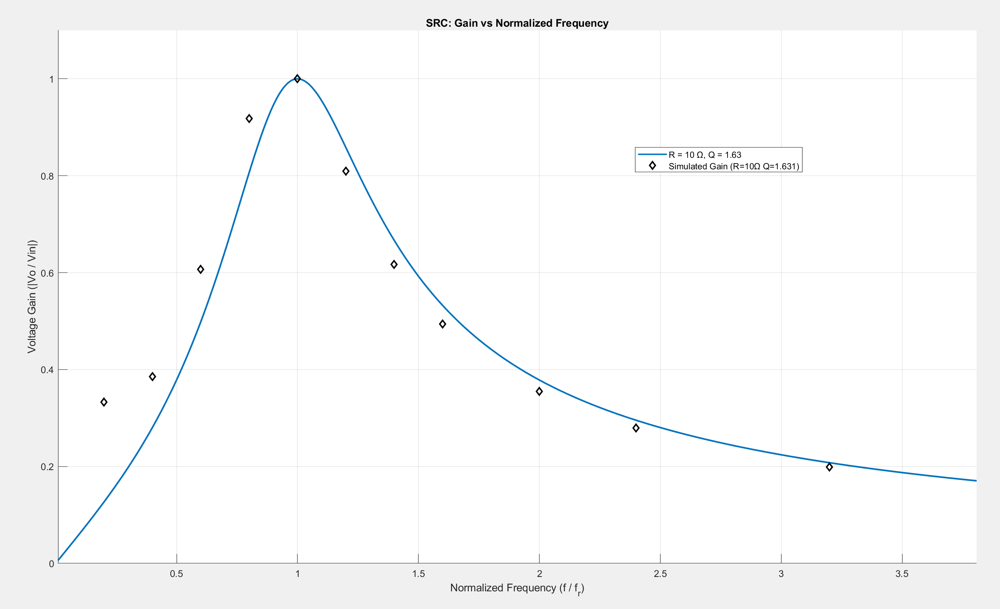 SRC: Gain vs Normalized Frequency
Voltage Gain (|Vo / Vin|)
1
0.8
0.6
0.4
0.2
0
R = 10 Ω, Q = 1.63
Simulated Gain (R=10Ω Q=1.631)
0.5 1 1.5 2 2.5 3 3.5
Normalized Frequency (f / fr)